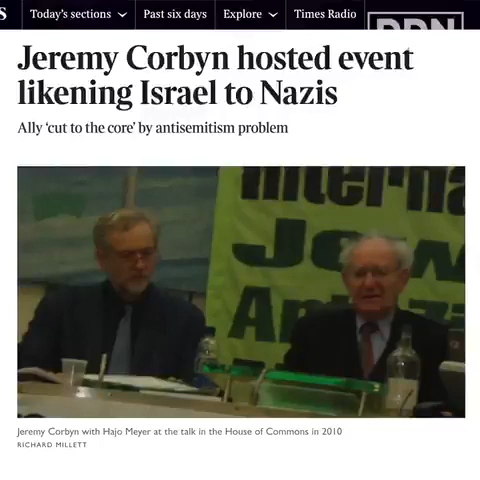 S Today's sections Past six days Explore Times Radio
DDN
Jeremy Corbyn hosted event
likening Israel to Nazis
Ally 'cut to the core' by antisemitism problem
Interna
Jew
Jeremy Corbyn with Hajo Meyer at the talk in the House of Commons in 2010
RICHARD MILLETT